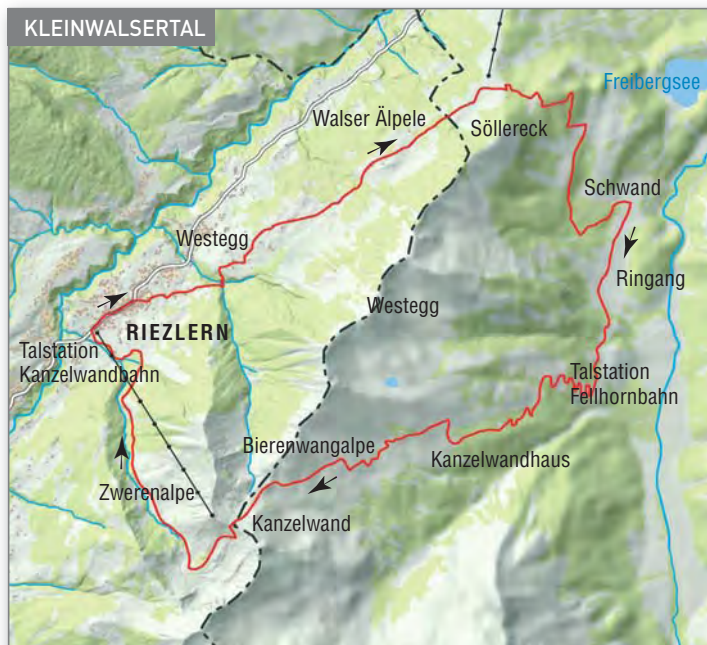 KLEINWALSERTAL
Freibergsee
Walser Älpele
Söllereck
Schwand
Westegg
Ringang
Westegg
RIEZLERN
Talstation
Kanzelwandbahn
Talstation
Fellhornbahn
Bierenwangalpe
Kanzelwandhaus
Zwerenalpe
Kanzelwand